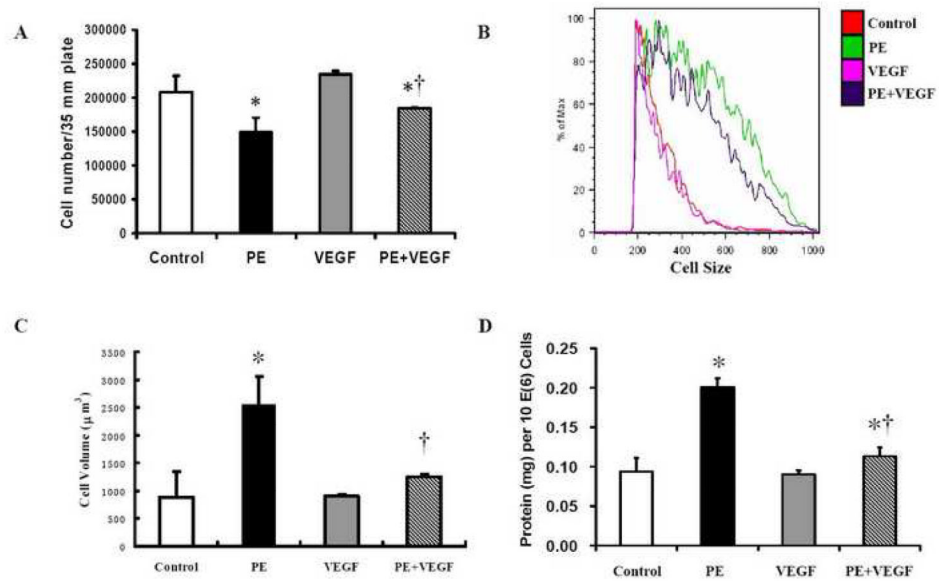 A
Cell number/35 mm plate
300000
250000
200000
150000
100000
50000
0
*
*†
Control PE VEGF PE+VEGF
B
% of Max
100
80
60
40
20
0
0 200 400 600 800 1000
Cell Size
Control
PE
VEGF
PE+VEGF
C
Cell Volume (µm³)
3500
3000
2500
2000
1500
1000
500
0
*
†
Control PE VEGF PE+VEGF
D
Protein (mg) per 10 E(6) Cells
0.25
0.20
0.15
0.10
0.05
0.00
*
*†
Control PE VEGF PE+VEGF